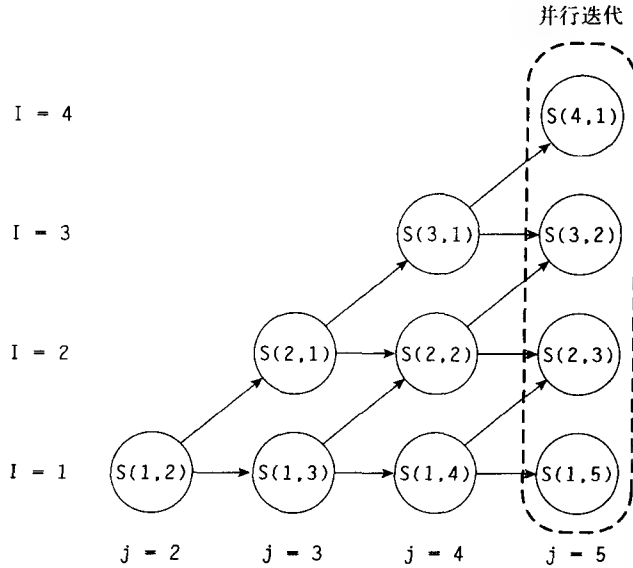 并行迭代
I = 4
S(4,1)
I = 3
S(3,1)
S(3,2)
I = 2
S(2,1)
S(2,2)
S(2,3)
I = 1
S(1,2)
S(1,3)
S(1,4)
S(1,5)
j = 2
j = 3
j = 4
j = 5